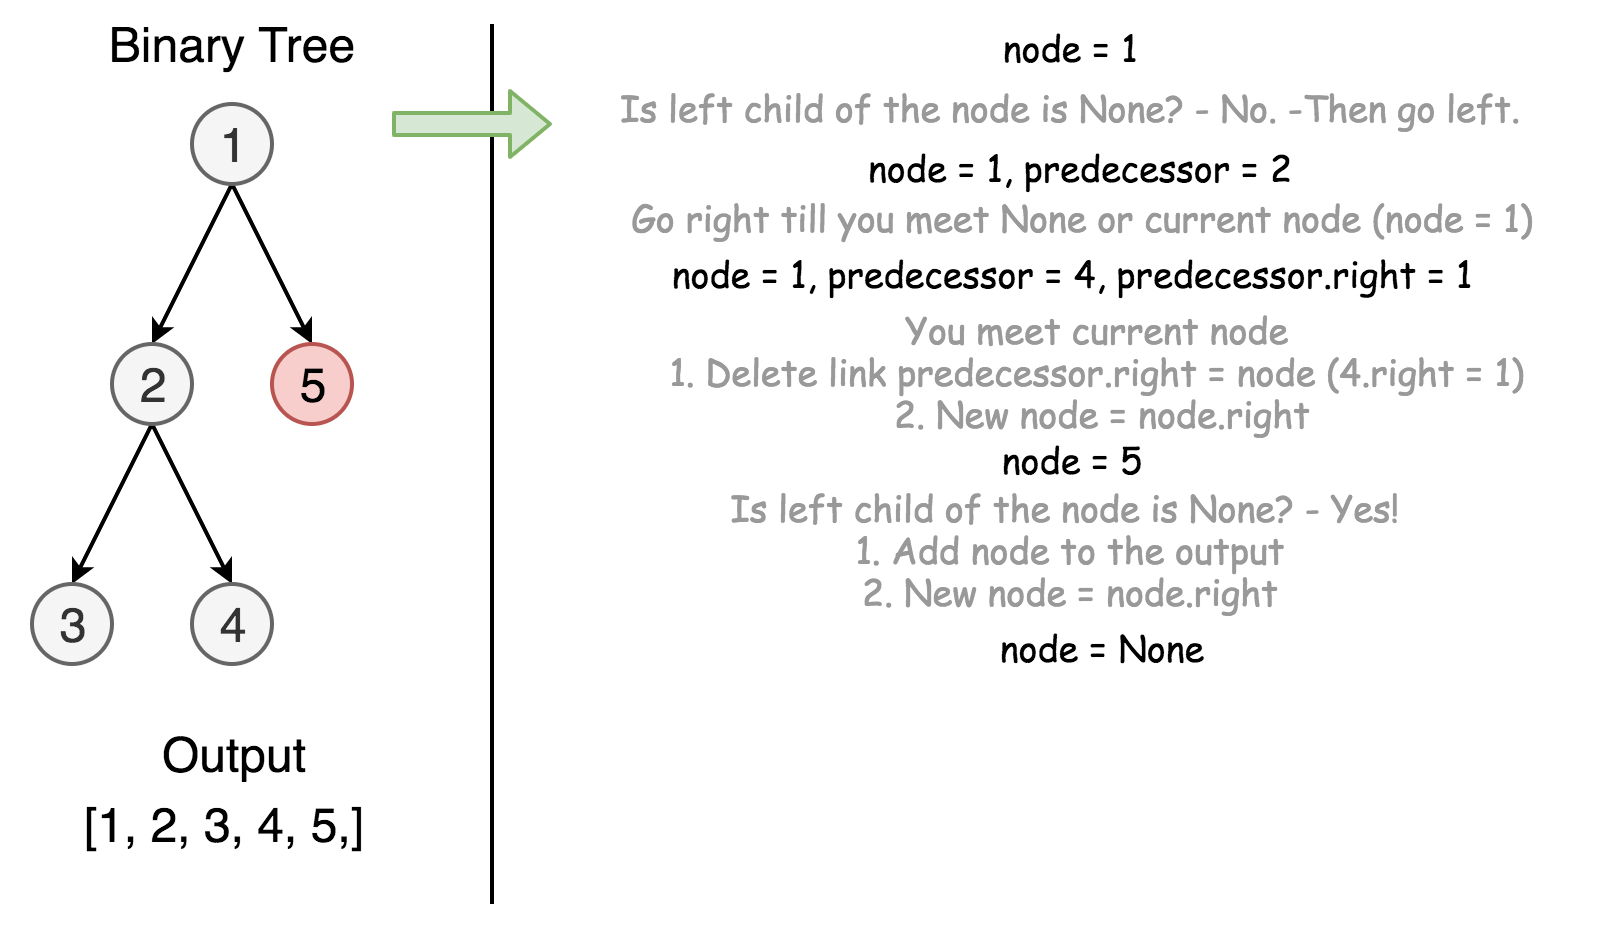 Binary Tree
1
2
5
3
4
Output
[1, 2, 3, 4, 5,]
node = 1
Is left child of the node is None? - No. -Then go left.
node = 1, predecessor = 2
Go right till you meet None or current node (node = 1)
node = 1, predecessor = 4, predecessor.right = 1
You meet current node
1. Delete link predecessor.right = node (4.right = 1)
2. New node = node.right
node = 5
Is left child of the node is None? - Yes!
1. Add node to the output
2. New node = node.right
node = None